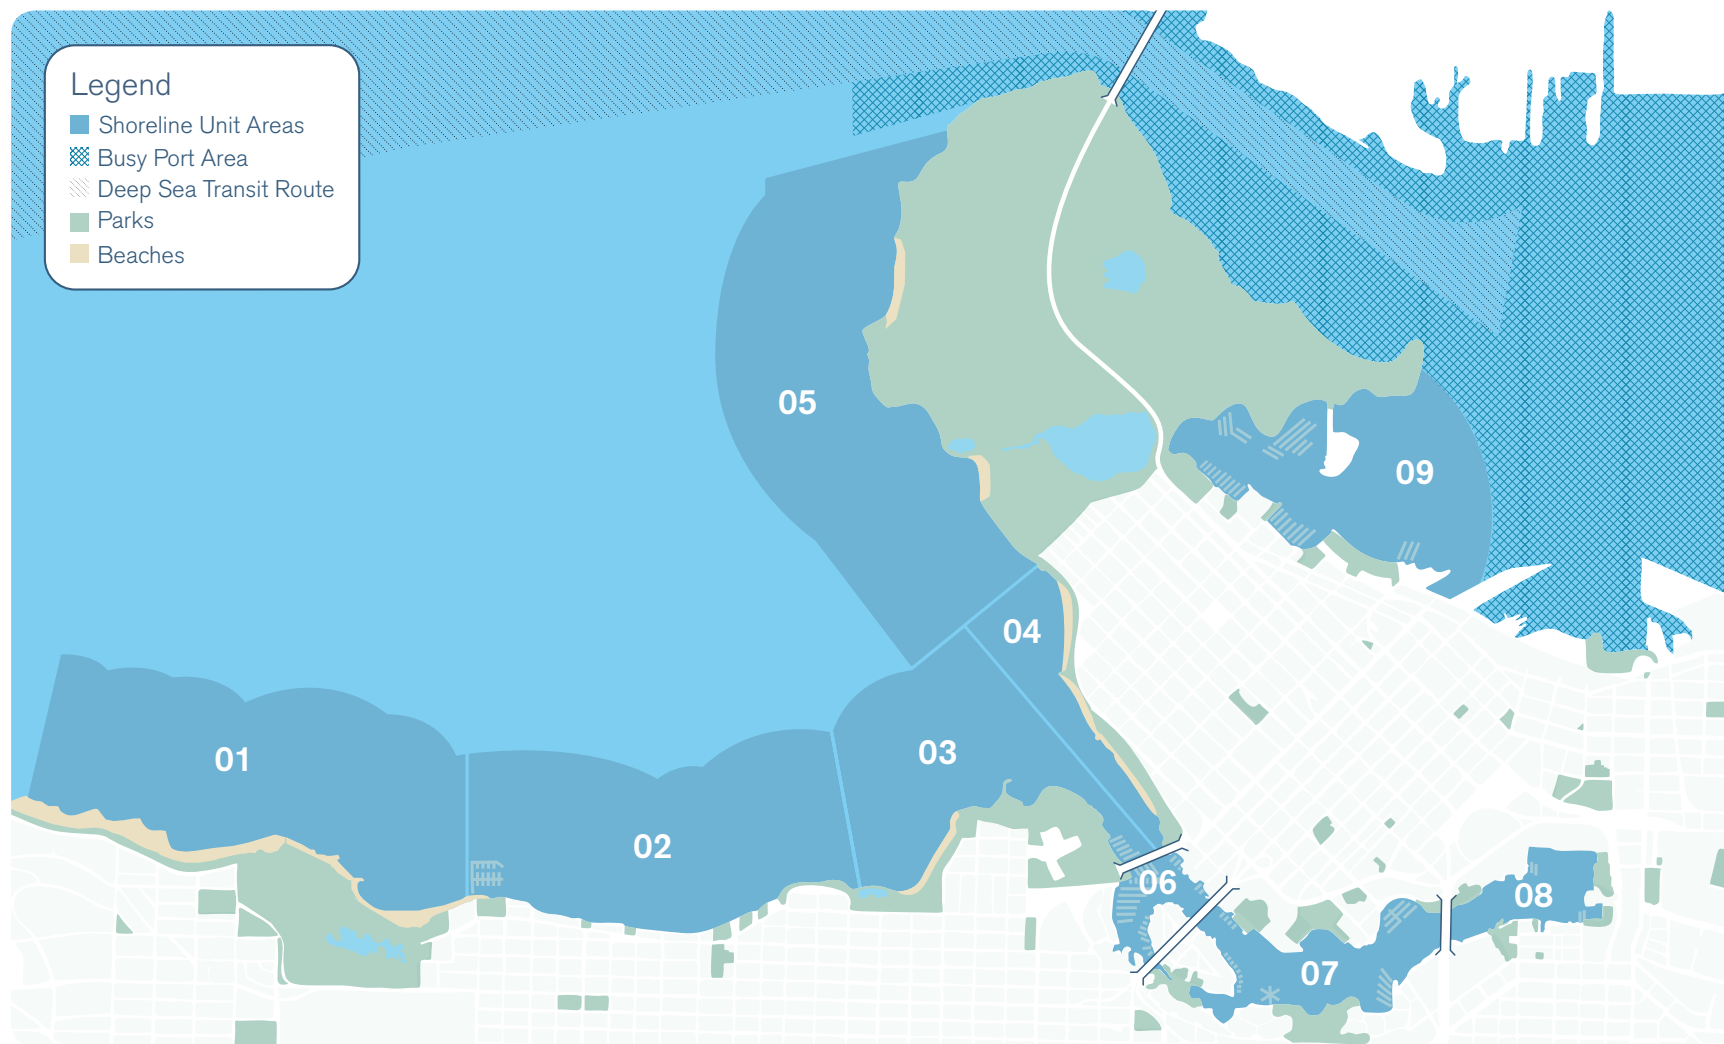 Legend
Shoreline Unit Areas
Busy Port Area
Deep Sea Transit Route
Parks
Beaches
05
09
04
01
03
02
06
08
07